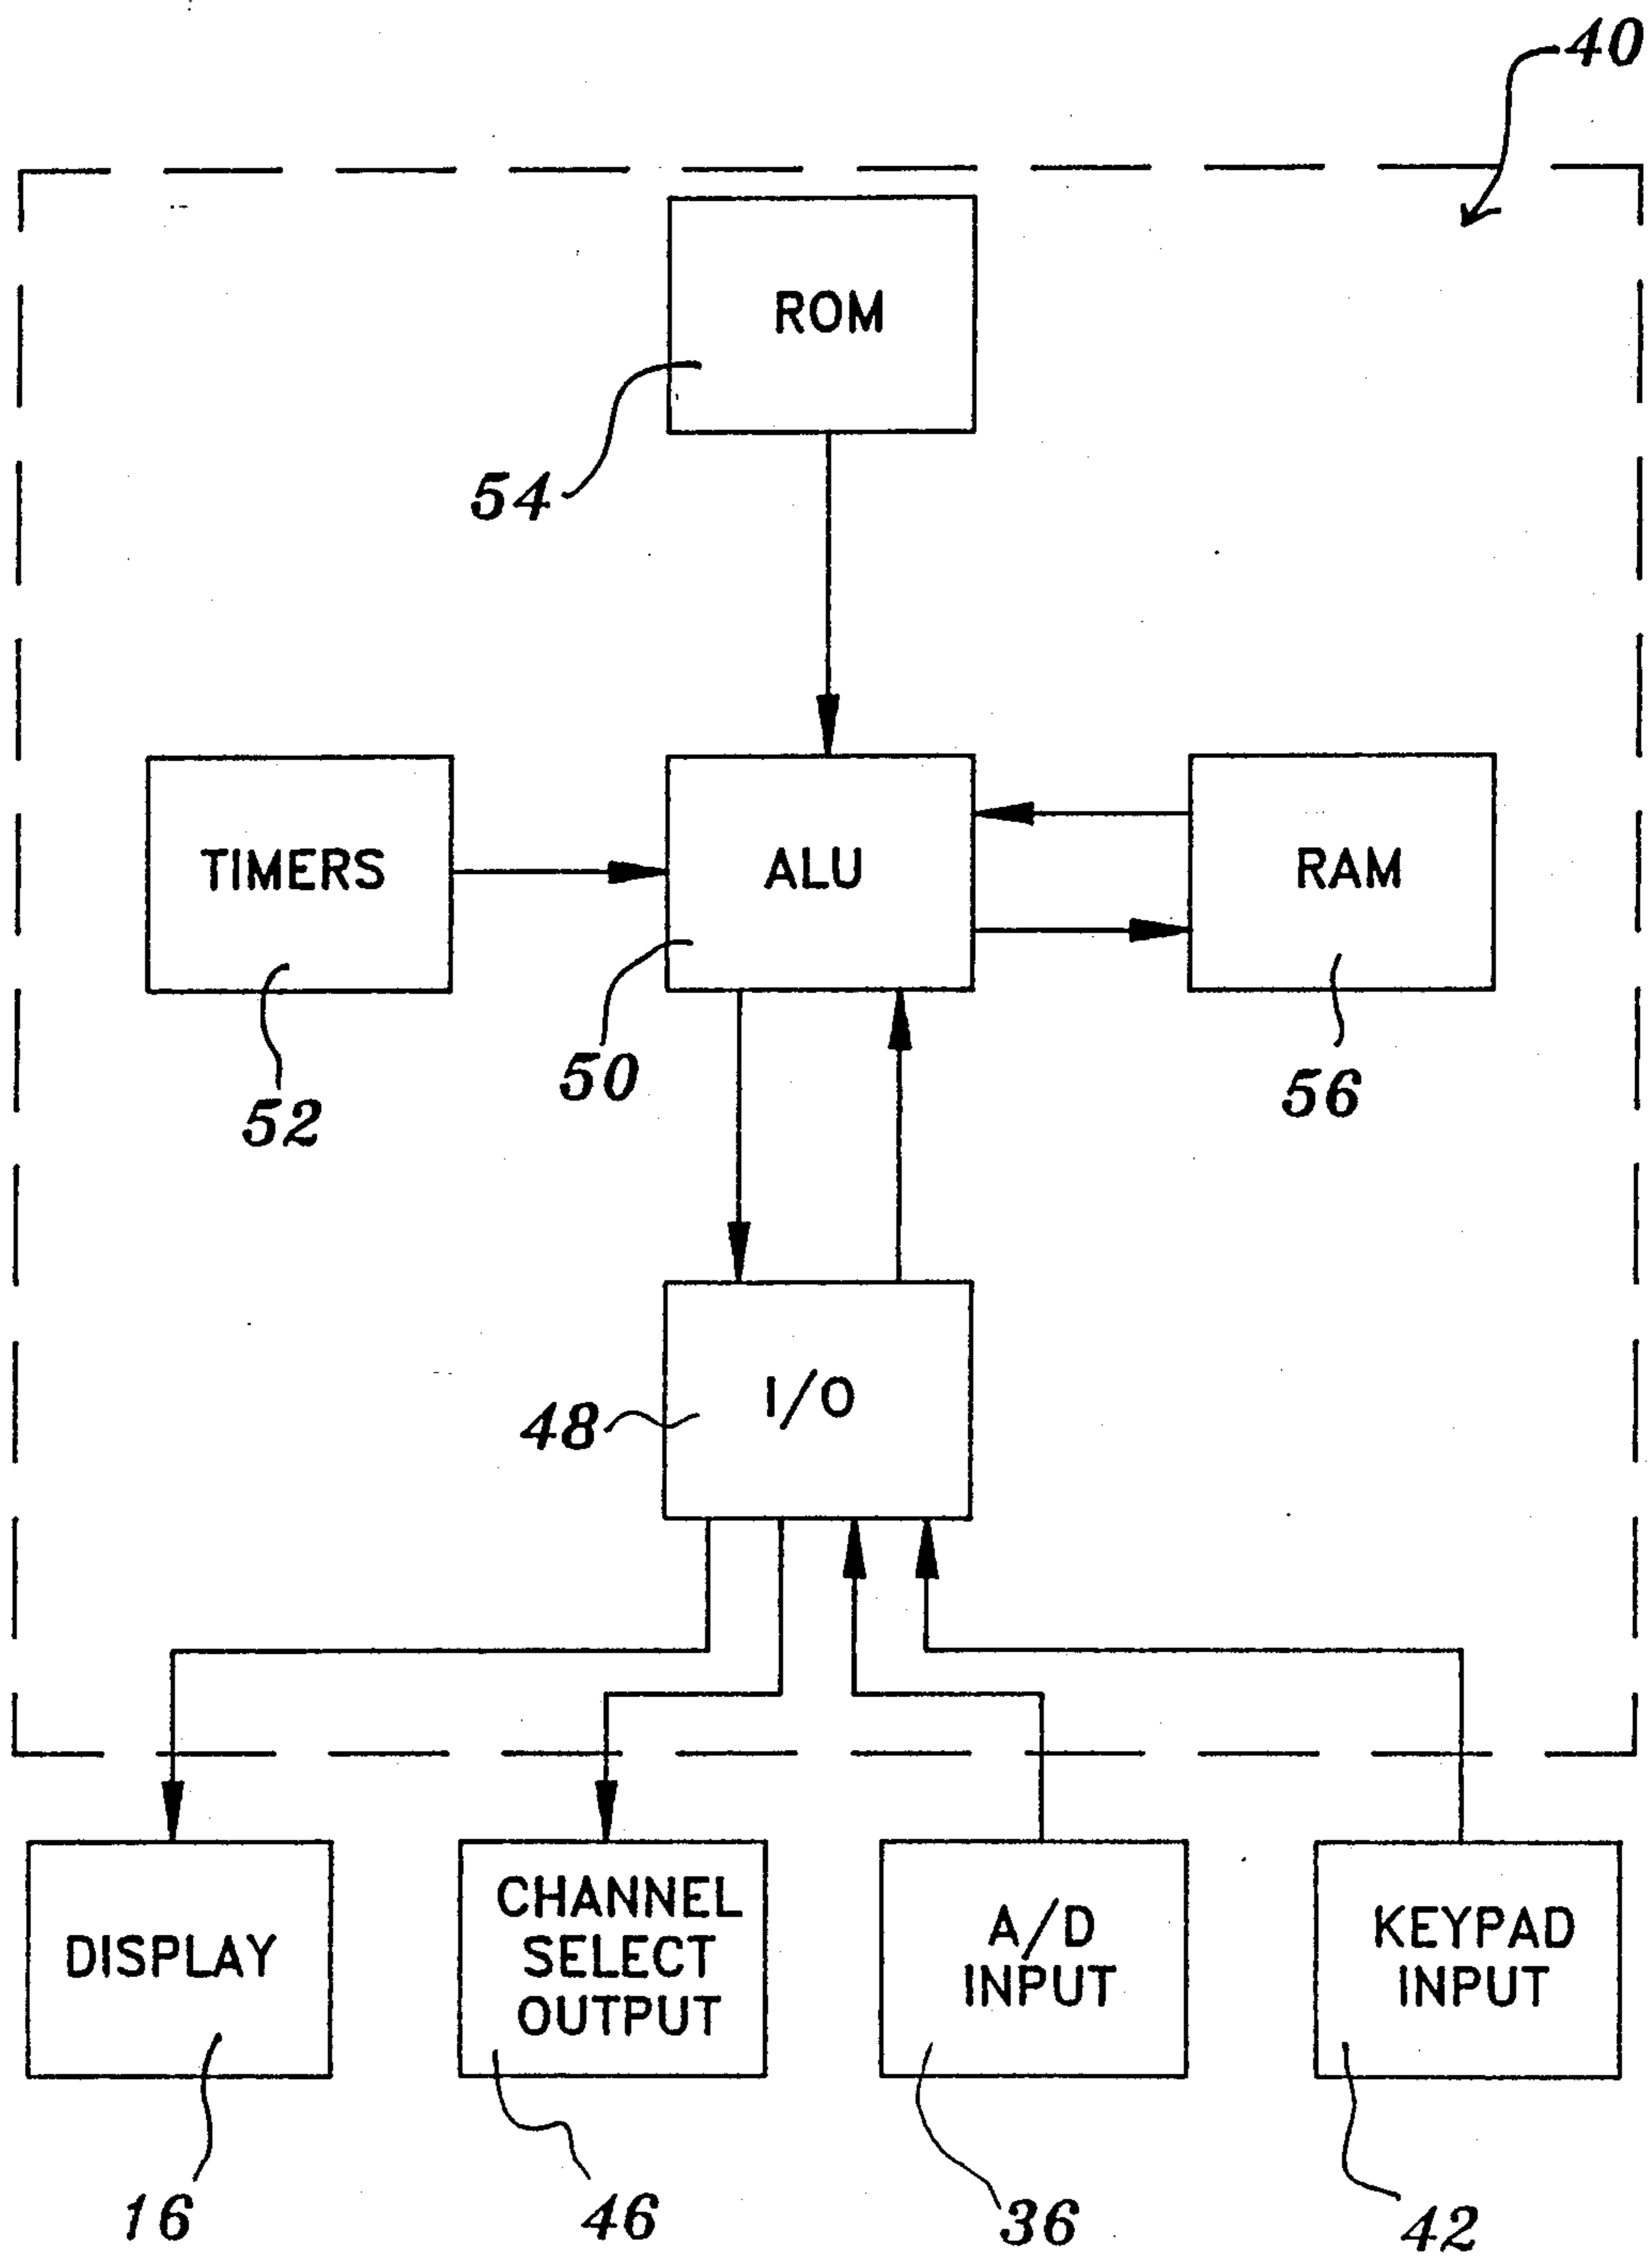 40
ROM
54
TIMERS
ALU
RAM
52
50
56
I/O
48
DISPLAY
CHANNEL
SELECT
OUTPUT
A/D
INPUT
KEYPAD
INPUT
16
46
36
42